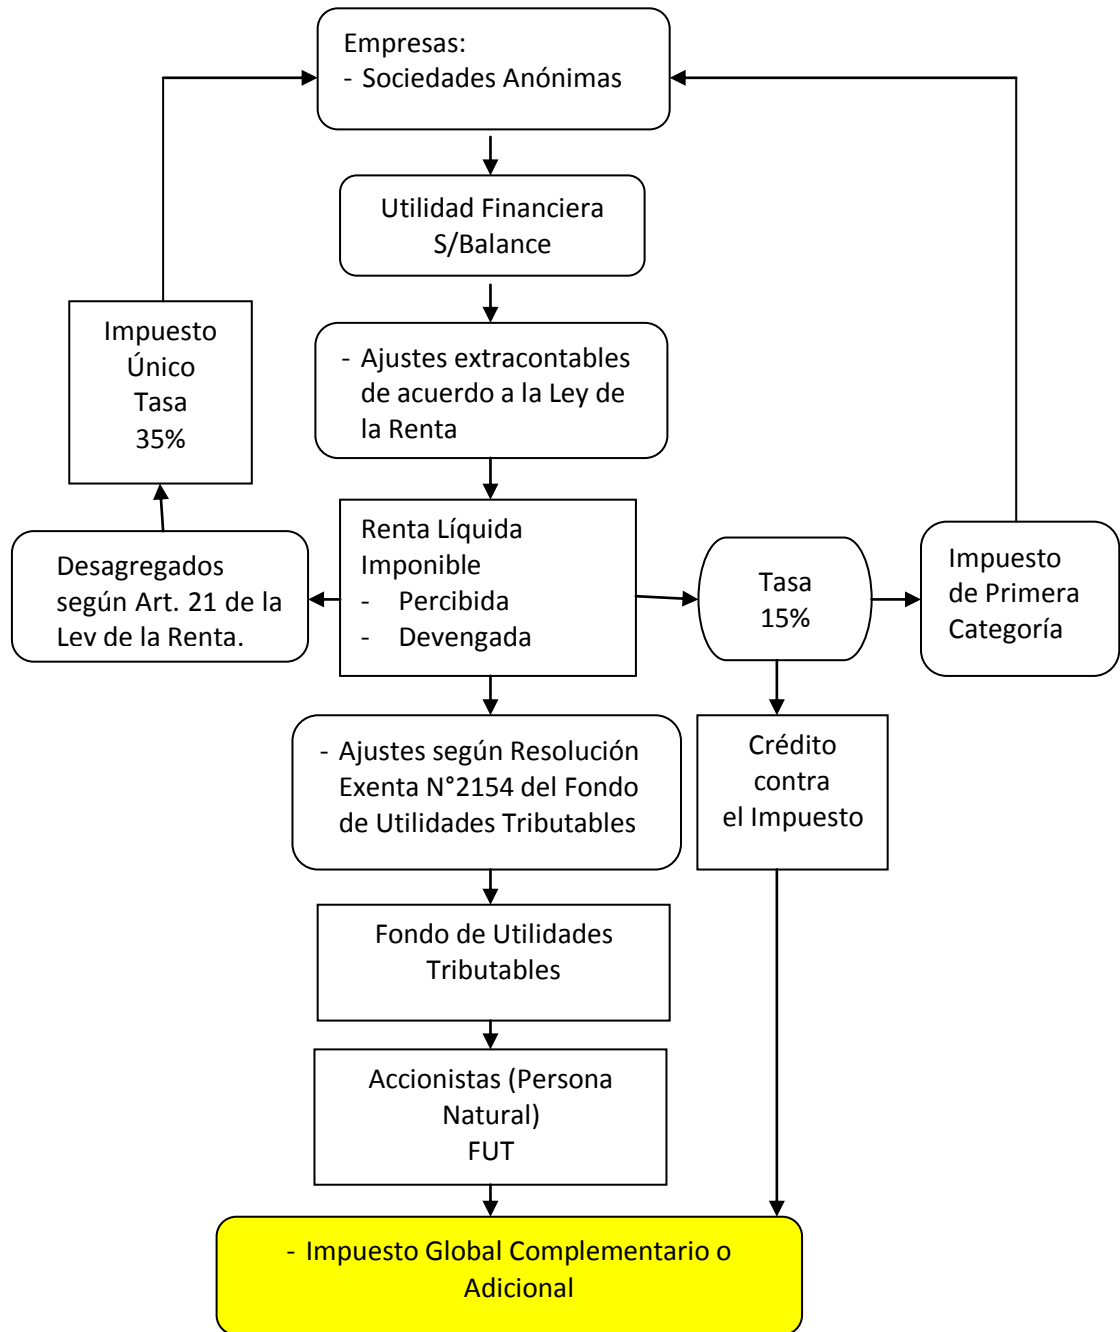 Empresas:
- Sociedades Anónimas
Utilidad Financiera
S/Balance
Impuesto
Único
Tasa
35%
- Ajustes extracontables
de acuerdo a la Ley de
la Renta
Desagregados
según Art. 21 de la
Ley de la Renta.
Renta Líquida
Imponible
- Percibida
- Devengada
Tasa
15%
Impuesto
de Primera
Categoría
- Ajustes según Resolución
Exenta N°2154 del Fondo
de Utilidades Tributables
Crédito
contra
el Impuesto
Fondo de Utilidades
Tributables
Accionistas (Persona
Natural)
FUT
- Impuesto Global Complementario o
Adicional